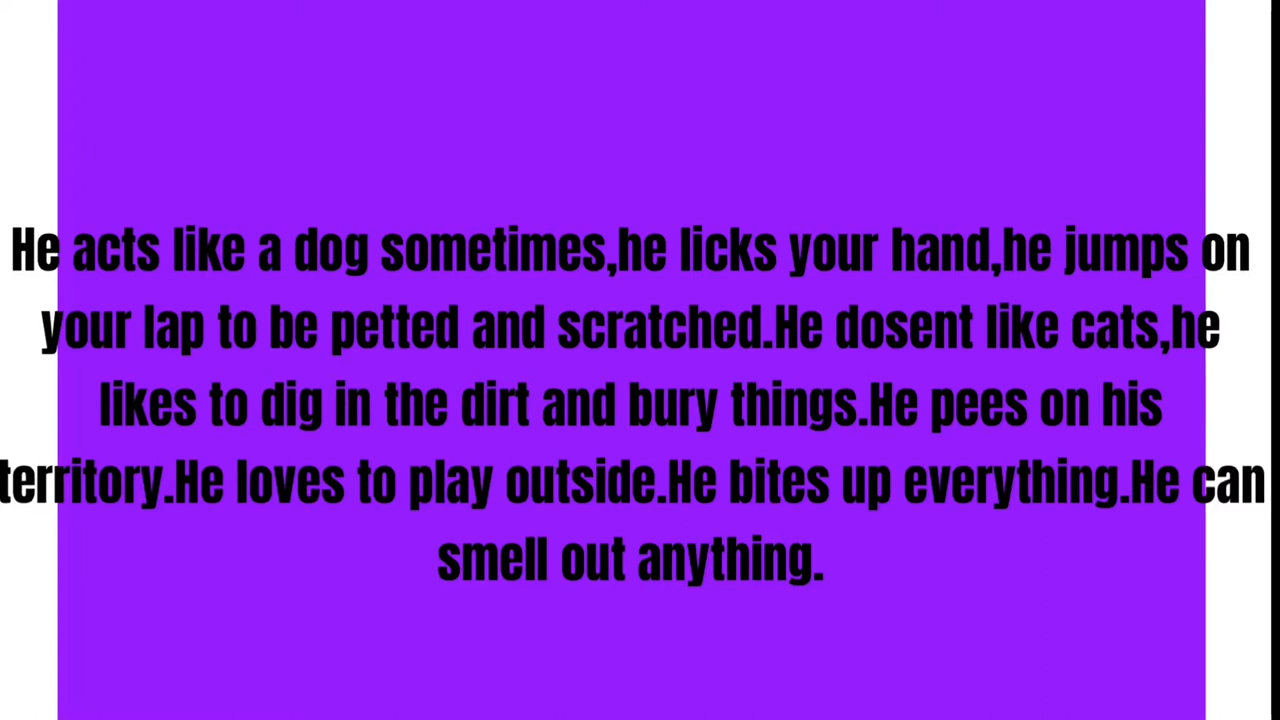 He acts like a dog sometimes,he licks your hand,he jumps on
your lap to be petted and scratched.He dosent like cats,he
likes to dig in the dirt and bury things.He pees on his
territory.He loves to play outside.He bites up everything.He can
smell out anything.